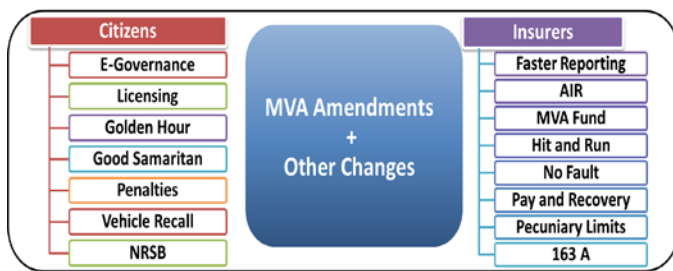 Citizens
E-Governance
Licensing
Golden Hour
Good Samaritan
Penalties
Vehicle Recall
NRSB
MVA Amendments
+
Other Changes
Insurers
Faster Reporting
AIR
MVA Fund
Hit and Run
No Fault
Pay and Recovery
Pecuniary Limits
163 A